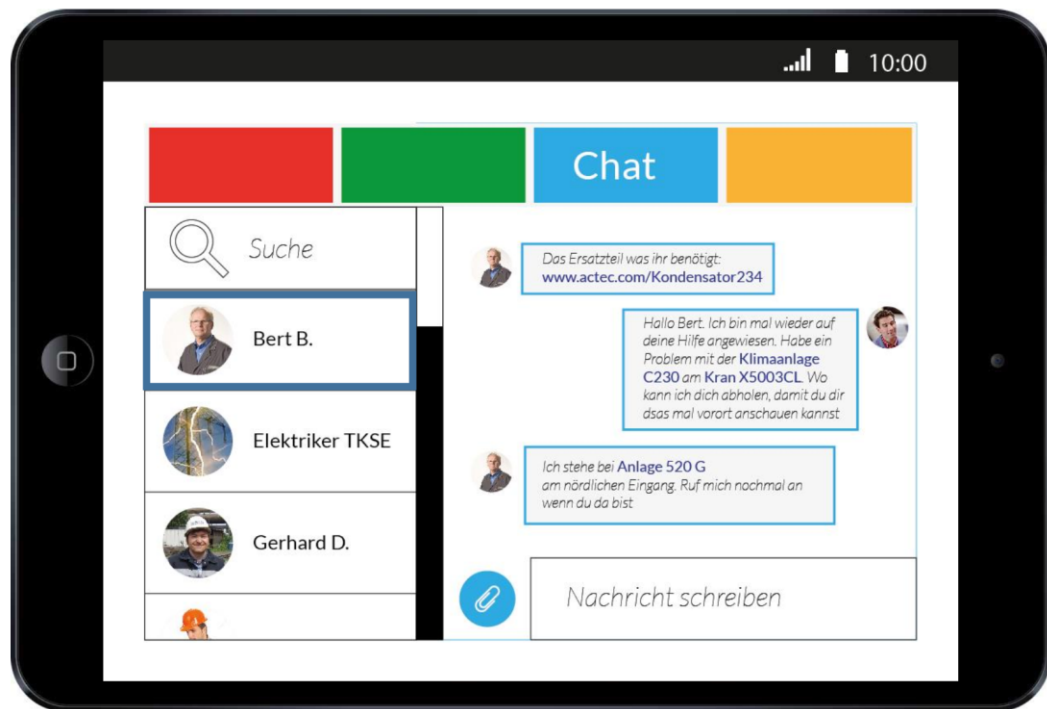 10:00
Chat
Suche
Bert B.
Elektriker TKSE
Gerhard D.
Das Ersatzteil was ihr benötigt:
www.actec.com/Kondensator234
Hallo Bert. Ich bin mal wieder auf
deine Hilfe angewiesen. Habe ein
Problem mit der Klimaanlage
C230 am Kran X5003CL. Wo
kann ich dich abholen, damit du dir
dsas mal vorort anschauen kannst
Ich stehe bei Anlage 520 G
am nördlichen Eingang. Ruf mich nochmal an
wenn du da bist
Nachricht schreiben